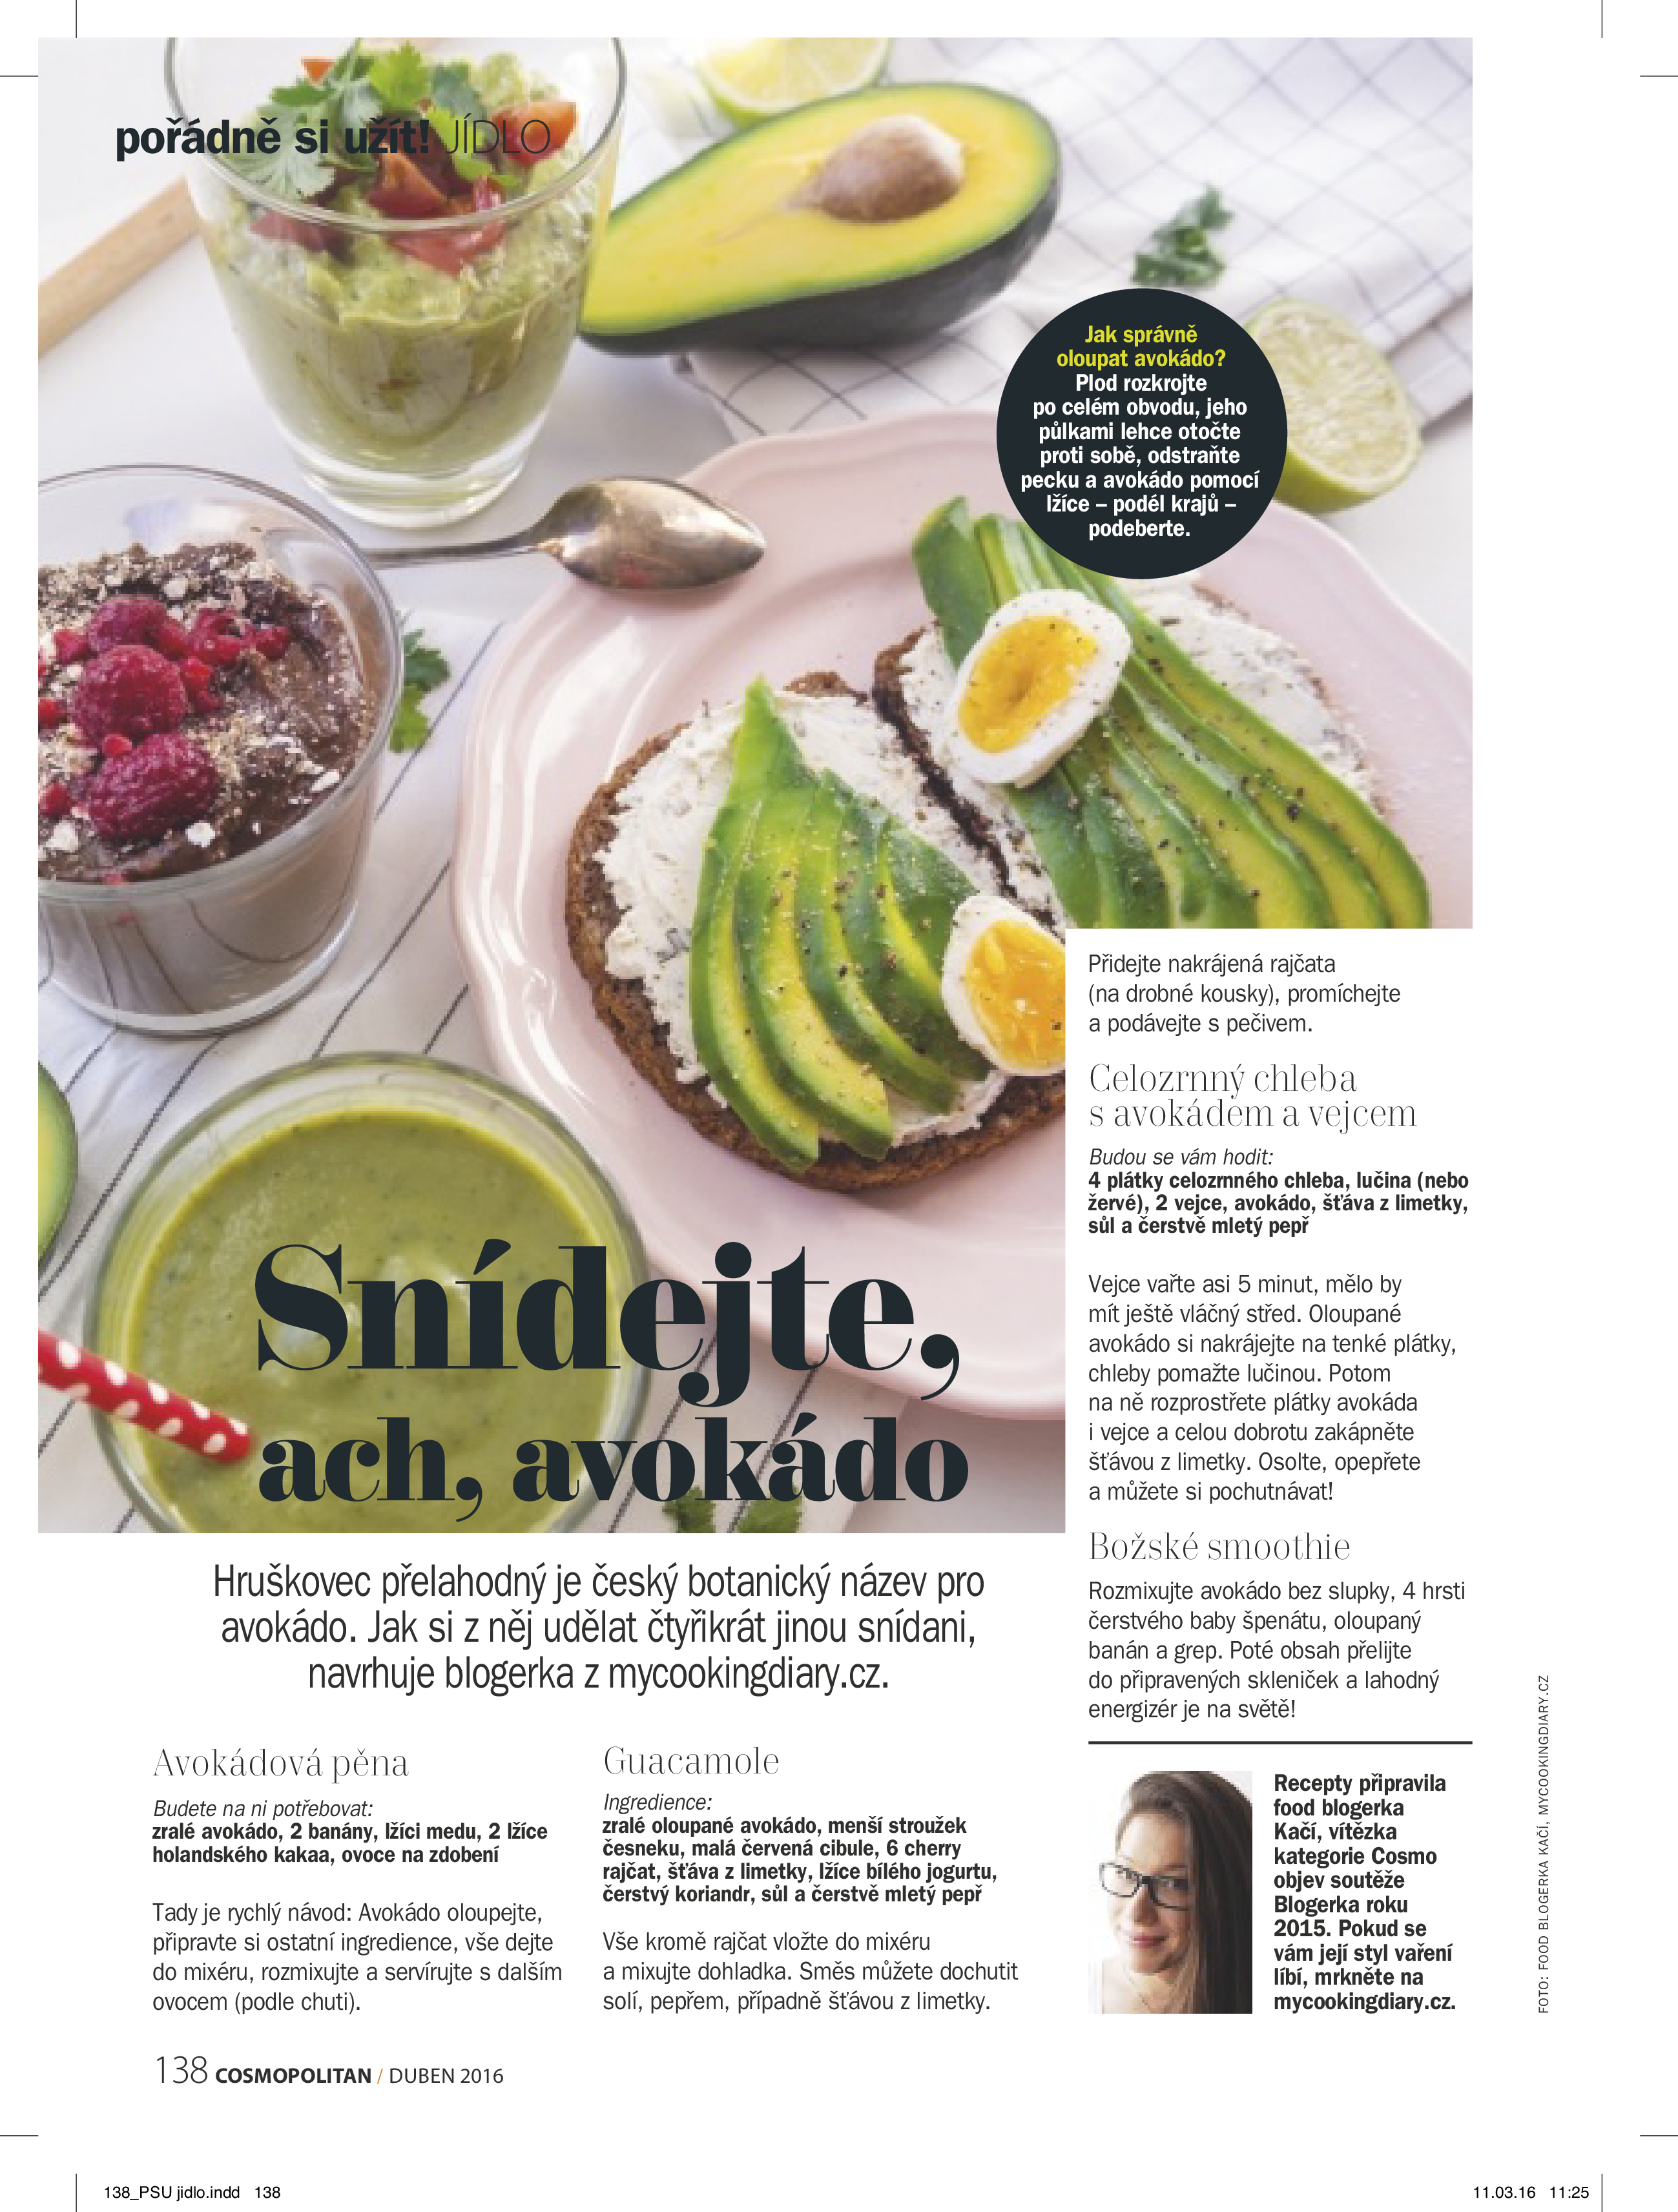 pořádně si užít! JÍDLO
Jak správně
oloupat avokádo?
Plod rozkrojte
po celém obvodu, jeho
půlkami lehce otočte
proti sobě, odstraňte
pecku a avokádo pomocí
lžíce – podél krajů –
podeberte.
Snídejte,
ach, avokádo
Hruškovec přelahodný je český botanický název pro
avokádo. Jak si z něj udělat čtyřikrát jinou snídani,
navrhuje blogerka z mycookingdiary.cz.
Avokádová pěna
Budete na ni potřebovat:
zralé avokádo, 2 banány, lžíci medu, 2 lžíce
holandského kakaa, ovoce na zdobení
Tady je rychlý návod: Avokádo oloupejte,
připravte si ostatní ingredience, vše dejte
do mixéru, rozmixujte a servírujte s dalším
ovocem (podle chuti).
Guacamole
Ingredience:
zralé oloupané avokádo, menší stroužek
česneku, malá červená cibule, 6 cherry
rajčat, šťáva z limetky, lžíce bílého jogurtu,
čerstvý koriandr, sůl a čerstvě mletý pepř
Vše kromě rajčat vložte do mixéru
a mixujte dohladka. Směs můžete dochutit
solí, pepřem, případně šťávou z limetky.
Přidejte nakrájená rajčata
(na drobné kousky), promíchejte
a podávejte s pečivem.
Celozrnný chleba
s avokádem a vejcem
Budou se vám hodit:
4 plátky celozrnného chleba, lučina (nebo
žervé), 2 vejce, avokádo, šťáva z limetky,
sůl a čerstvě mletý pepř
Vejce vařte asi 5 minut, mělo by
mít ještě vláčný střed. Oloupané
avokádo si nakrájejte na tenké plátky,
chleby pomažte lučinou. Potom
na ně rozprostřete plátky avokáda
i vejce a celou dobrotu zakápněte
šťávou z limetky. Osolte, opepřete
a můžete si pochutnávat!
Božské smoothie
Rozmixujte avokádo bez slupky, 4 hrsti
čerstvého baby špenátu, oloupaný
banán a grep. Poté obsah přelijte
do připravených skleniček a lahodný
energizér je na světě!
Recepty připravila
food blogerka
Kačí, vítězka
kategorie Cosmo
objev soutěže
Blogerka roku
2015. Pokud se
vám její styl vaření
líbí, mrkněte na
mycookingdiary.cz.
FOTO: FOOD BLOGERKA KAČÍ, MYCOOKINGDIARY.CZ
138 COSMOPOLITAN / DUBEN 2016
138_PSU jidlo.indd 138
11.03.16 11:25